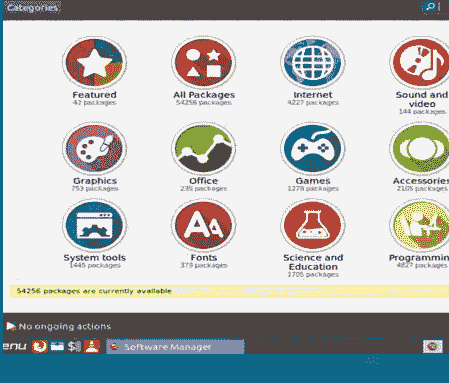 Categories
Featured
42 packages
All Packages
54256 packages
Internet
4227 packages
Sound and
video
144 packages
Graphics
753 packages
Office
235 packages
Games
1279 packages
Accessories
2105 packages
System tools
1445 packages
Fonts
379 packages
Science and
Education
1705 packages
Programmin
4827 packages
54256 packages are currently available
No ongoing actions
enu
Software Manager